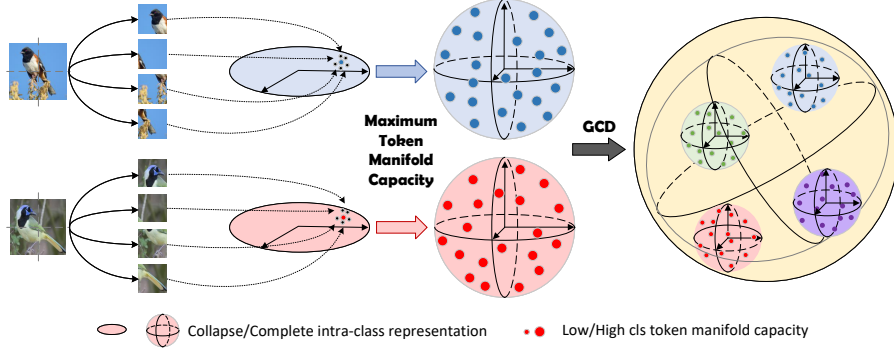 Maximum
Token
Manifold
Capacity
GCD
Collapse/Complete intra-class representation
Low/High cls token manifold capacity